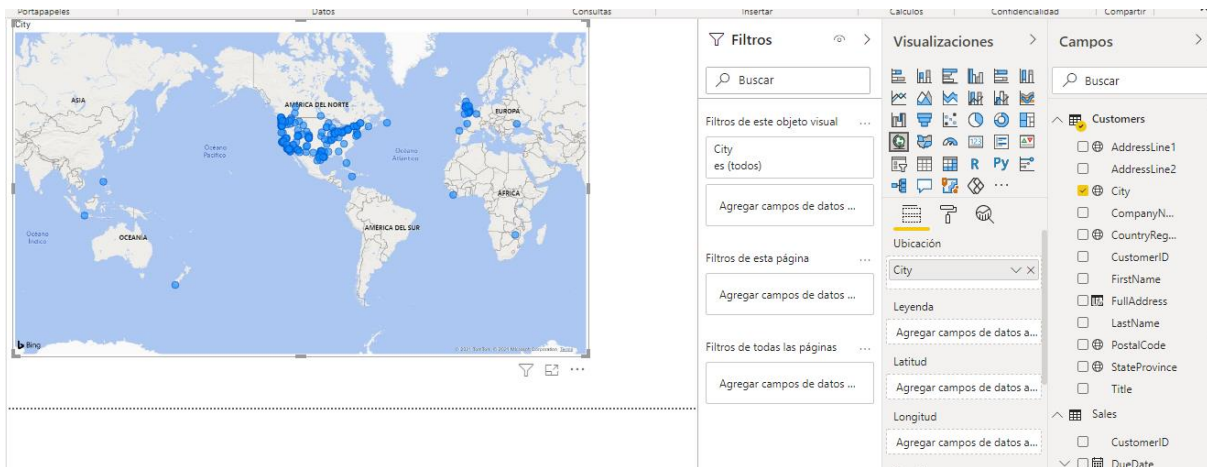 Portapapeles
Datos
Consultas
Insertar
Cálculos
Confidencialidad
Compartir
City
ASIA
AMÉRICA DEL NORTE
EUROPA
Océano Pacífico
Océano Atlántico
ÁFRICA
AMÉRICA DEL SUR
Océano Índico
OCEANÍA
Bing
Terms
Filtros
Buscar
Filtros de este objeto visual ...
City
es (todos)
Agregar campos de datos ...
Filtros de esta página ...
Agregar campos de datos ...
Filtros de todas las páginas ...
Agregar campos de datos ...
Visualizaciones
123
R
Py
...
Ubicación
City
Leyenda
Agregar campos de datos a...
Latitud
Agregar campos de datos a...
Longitud
Agregar campos de datos a...
Campos
Buscar
Customers
AddressLine1
AddressLine2
City
CompanyN...
CountryReg...
CustomerID
FirstName
FullAddress
LastName
PostalCode
StateProvince
Title
Sales
CustomerID
DueDate